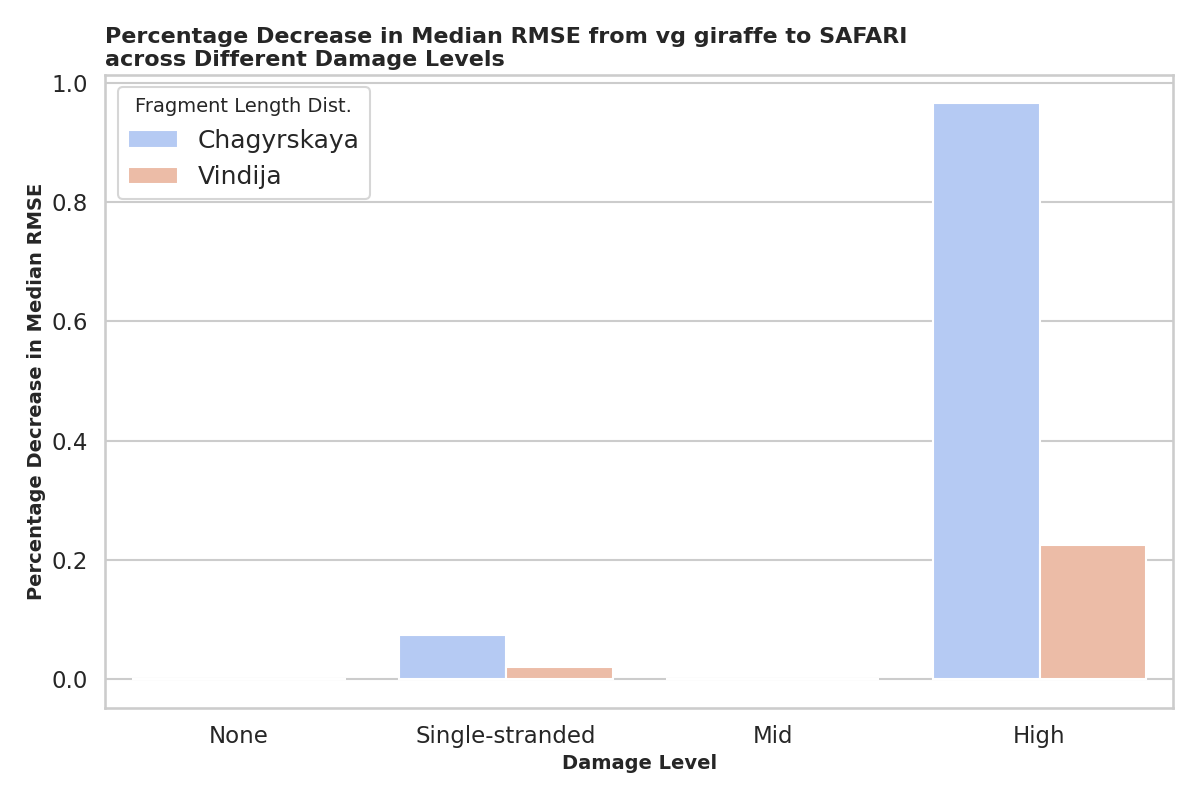 Percentage Decrease in Median RMSE from vg giraffe to SAFARI
across Different Damage Levels
Fragment Length Dist.
Chagyrskaya
Vindija
Percentage Decrease in Median RMSE
1.0
0.8
0.6
0.4
0.2
0.0
None
Single-stranded
Mid
High
Damage Level